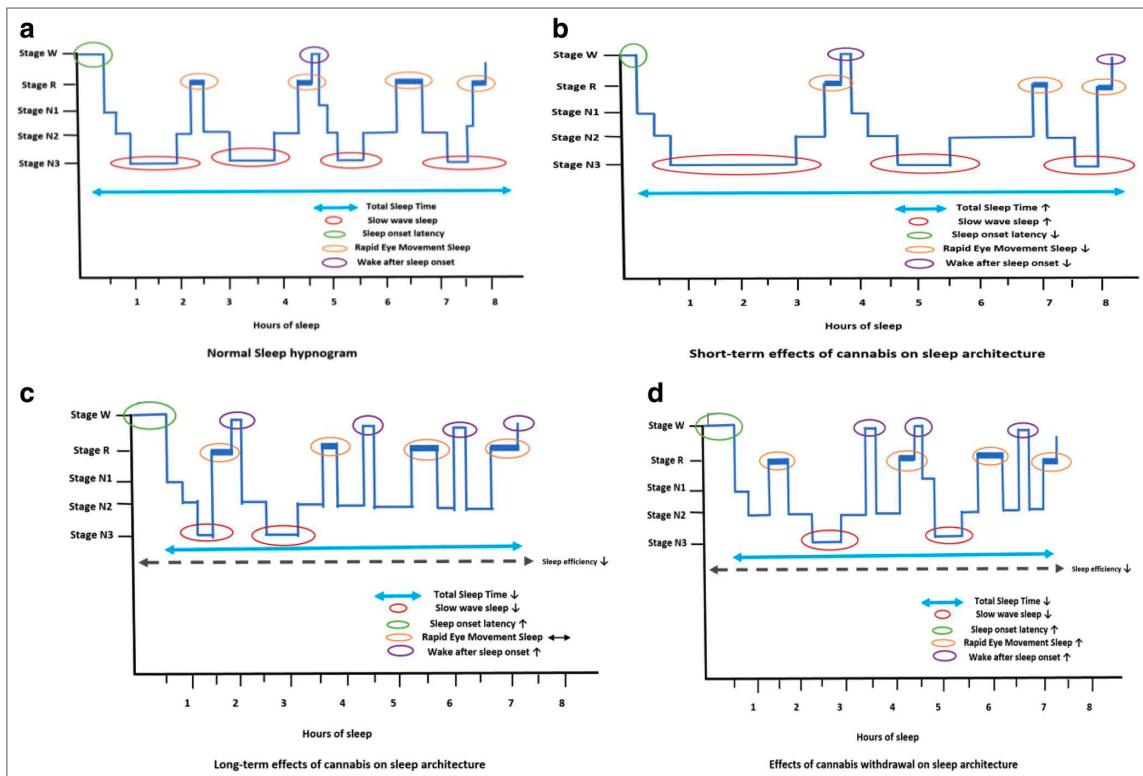 a
Stage W
Stage R
Stage N1
Stage N2
Stage N3
Total Sleep Time
Slow wave sleep
Sleep onset latency
Rapid Eye Movement Sleep
Wake after sleep onset
1 2 3 4 5 6 7 8
Hours of sleep
Normal Sleep hypnogram
b
Stage W
Stage R
Stage N1
Stage N2
Stage N3
Total Sleep Time ↑
Slow wave sleep ↑
Sleep onset latency ↓
Rapid Eye Movement Sleep ↓
Wake after sleep onset ↓
1 2 3 4 5 6 7 8
Hours of sleep
Short-term effects of cannabis on sleep architecture
c
Stage W
Stage R
Stage N1
Stage N2
Stage N3
Sleep efficiency ↓
Total Sleep Time ↓
Slow wave sleep ↓
Sleep onset latency ↑
Rapid Eye Movement Sleep ↔
Wake after sleep onset ↑
1 2 3 4 5 6 7 8
Hours of sleep
Long-term effects of cannabis on sleep architecture
d
Stage W
Stage R
Stage N1
Stage N2
Stage N3
Sleep efficiency ↓
Total Sleep Time ↓
Slow wave sleep ↓
Sleep onset latency ↑
Rapid Eye Movement Sleep ↑
Wake after sleep onset ↑
1 2 3 4 5 6 7 8
Hours of sleep
Effects of cannabis withdrawal on sleep architecture